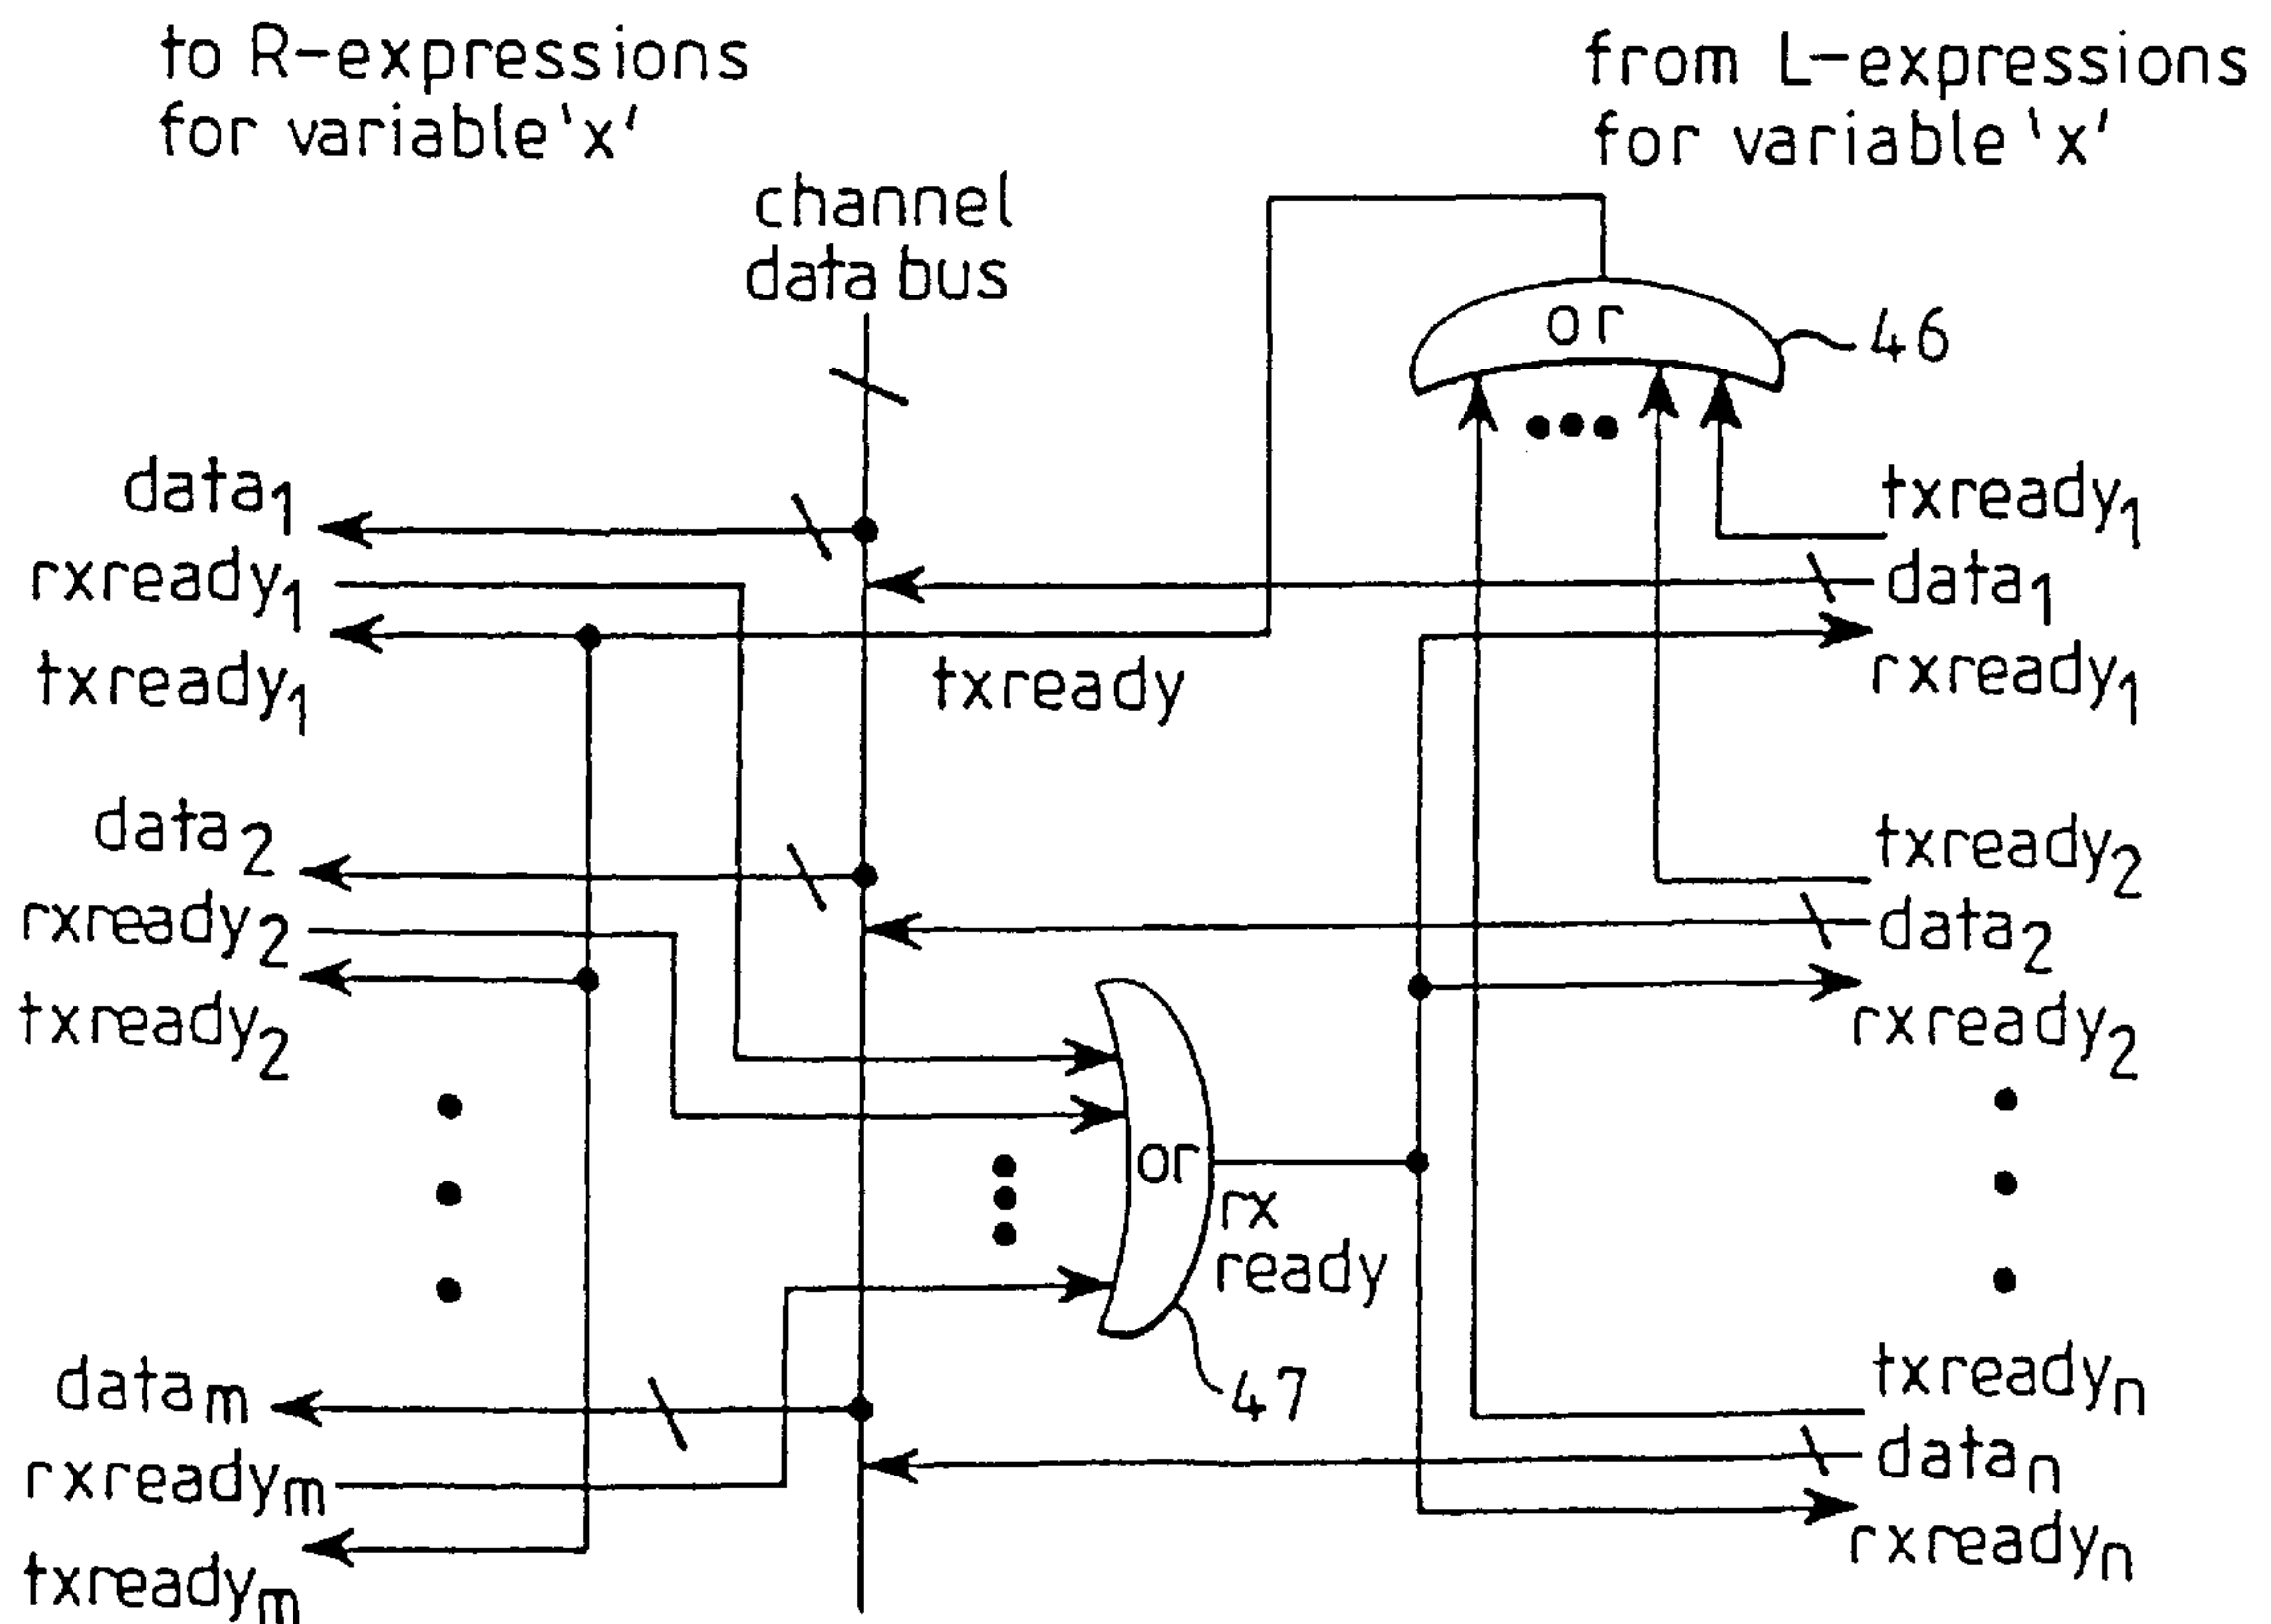 to R-expressions
for variable 'x'
from L-expressions
for variable 'x'
channel
data bus
or
46
data1
rxready1
txready1
txready
txready1
data1
rxready1
data2
rxready2
txready2
txready2
data2
rxready2
or
rx
ready
47
datam
rxreadym
txreadym
txreadyn
datan
rxreadyn